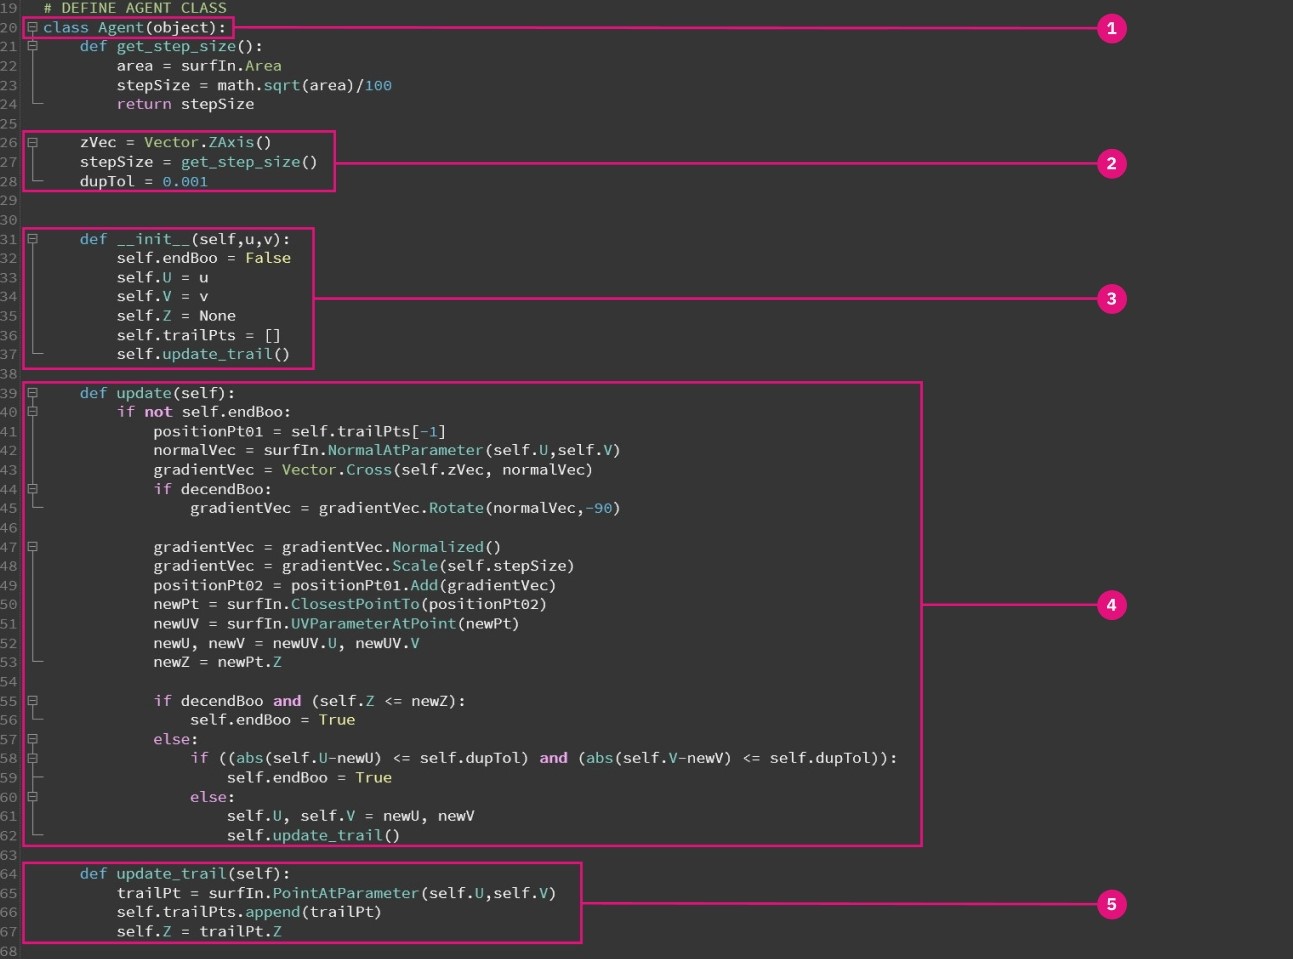 19 # DEFINE AGENT CLASS
20 class Agent(object): 1
21 def get_step_size():
22 area = surfIn.Area
23 stepSize = math.sqrt(area)/100
24 return stepSize
25
26 zVec = Vector.ZAxis()
27 stepSize = get_step_size() 2
28 dupTol = 0.001
29
30
31 def __init__(self,u,v):
32 self.endBoo = False
33 self.U = u
34 self.V = v 3
35 self.Z = None
36 self.trailPts = []
37 self.update_trail()
38
39 def update(self):
40 if not self.endBoo:
41 positionPt01 = self.trailPts[-1]
42 normalVec = surfIn.NormalAtParameter(self.U,self.V)
43 gradientVec = Vector.Cross(self.zVec, normalVec)
44 if decendBoo:
45 gradientVec = gradientVec.Rotate(normalVec,-90)
46
47 gradientVec = gradientVec.Normalized()
48 gradientVec = gradientVec.Scale(self.stepSize)
49 positionPt02 = positionPt01.Add(gradientVec)
50 newPt = surfIn.ClosestPointTo(positionPt02) 4
51 newUV = surfIn.UVParameterAtPoint(newPt)
52 newU, newV = newUV.U, newUV.V
53 newZ = newPt.Z
54
55 if decendBoo and (self.Z <= newZ):
56 self.endBoo = True
57 else:
58 if ((abs(self.U-newU) <= self.dupTol) and (abs(self.V-newV) <= self.dupTol)):
59 self.endBoo = True
60 else:
61 self.U, self.V = newU, newV
62 self.update_trail()
63
64 def update_trail(self):
65 trailPt = surfIn.PointAtParameter(self.U,self.V)
66 self.trailPts.append(trailPt) 5
67 self.Z = trailPt.Z
68